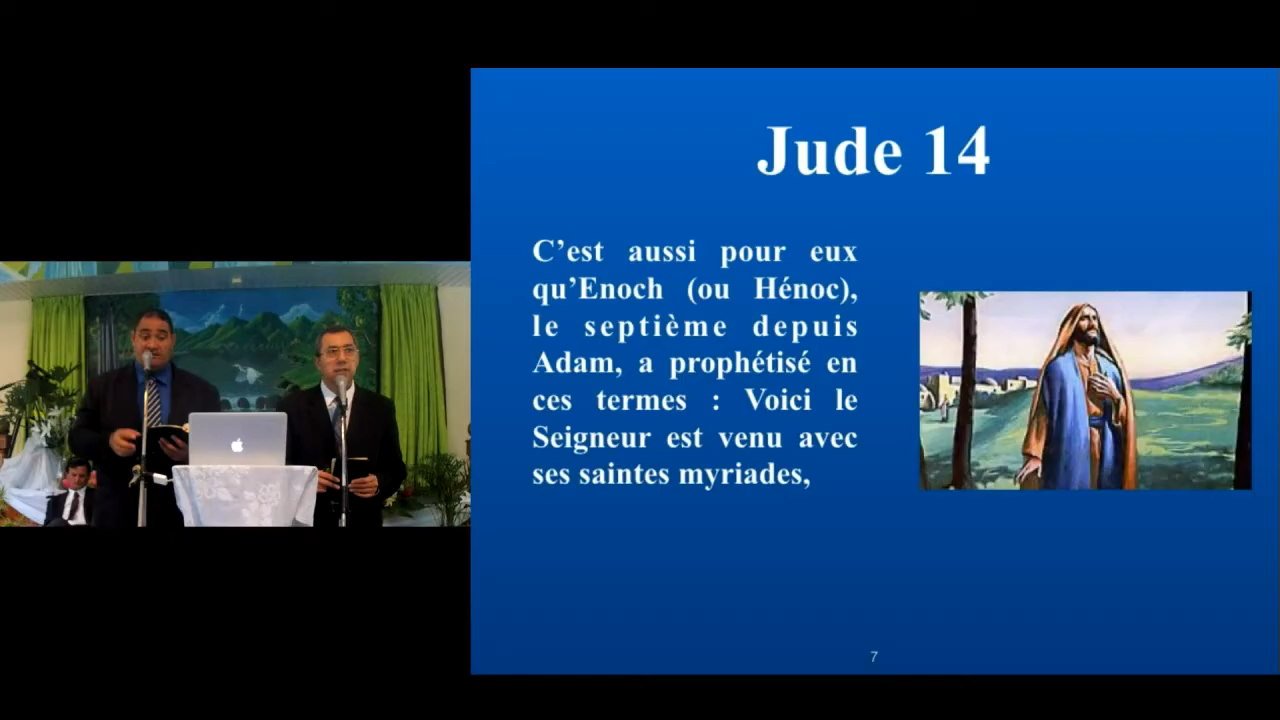 Jude 14
C’est aussi pour eux
qu’Enoch (ou Hénoc),
le septième depuis
Adam, a prophétisé en
ces termes : Voici le
Seigneur est venu avec
ses saintes myriades,
7